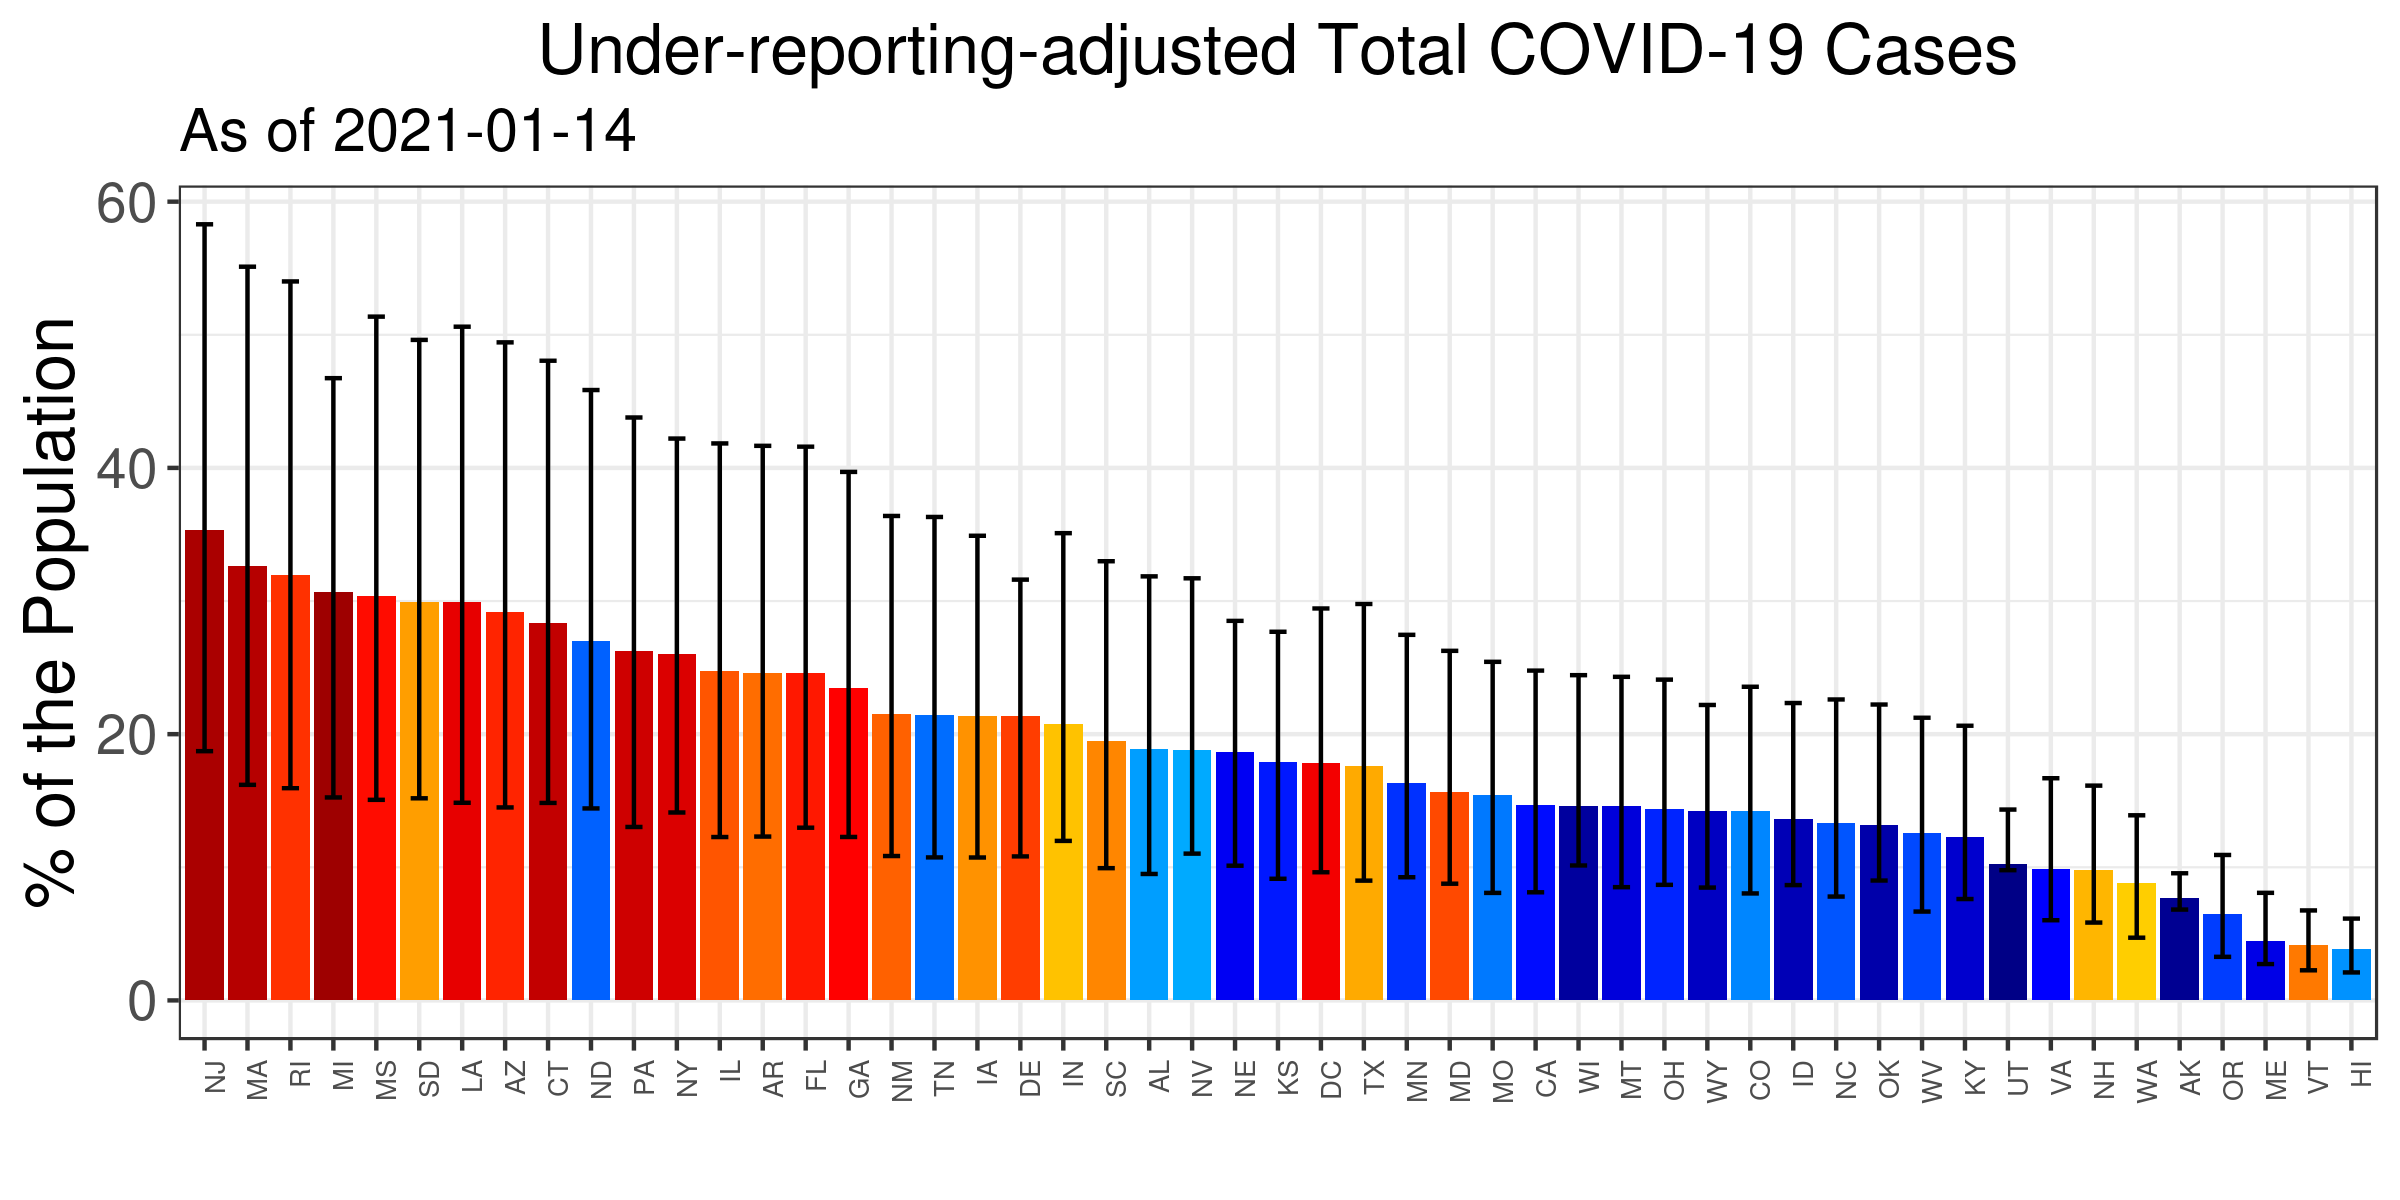 Under-reporting-adjusted Total COVID-19 Cases
As of 2021-01-14
% of the Population
60
40
20
0
NJ MA RI MI MS SD LA AZ CT ND PA NY IL AR FL GA NM TN IA DE IN SC AL NV NE KS DC TX MN MD MO CA WI MT OH WY CO ID NC OK WV KY UT VA NH WA AK OR ME VT HI